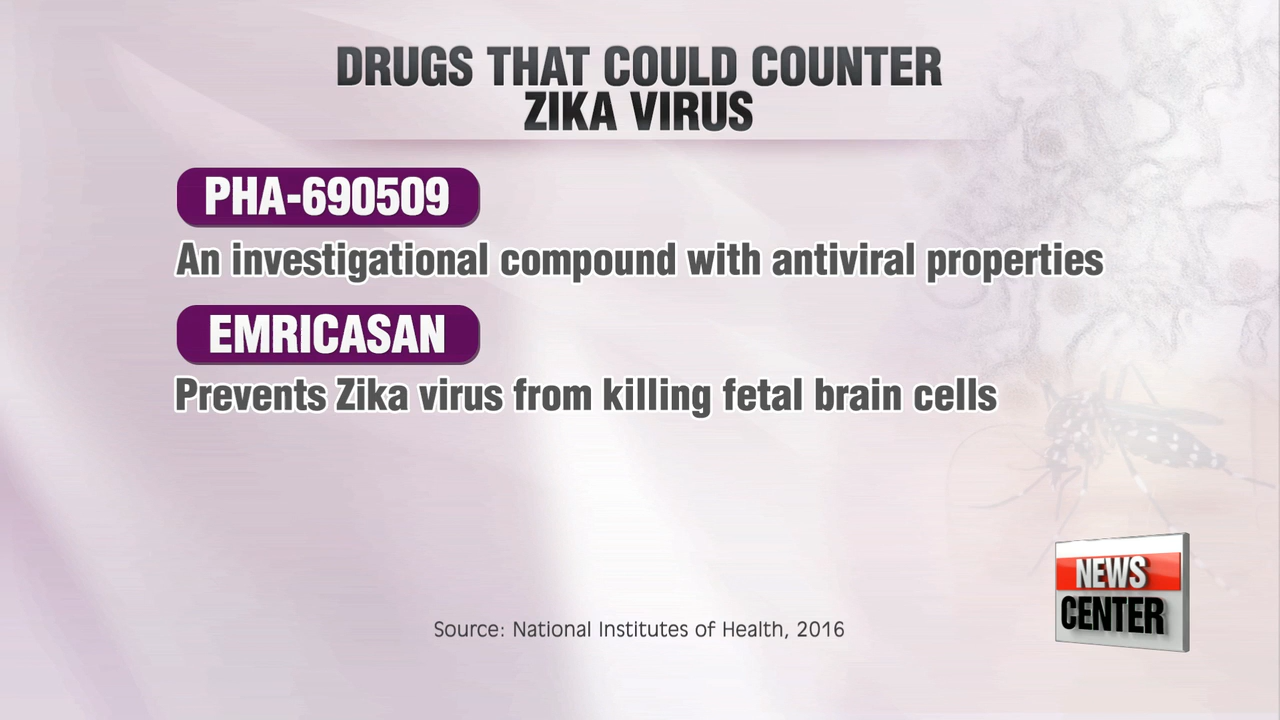 DRUGS THAT COULD COUNTER
ZIKA VIRUS
PHA-690509
An investigational compound with antiviral properties
EMRICASAN
Prevents Zika virus from killing fetal brain cells
NEWS
CENTER
Source: National Institutes of Health, 2016